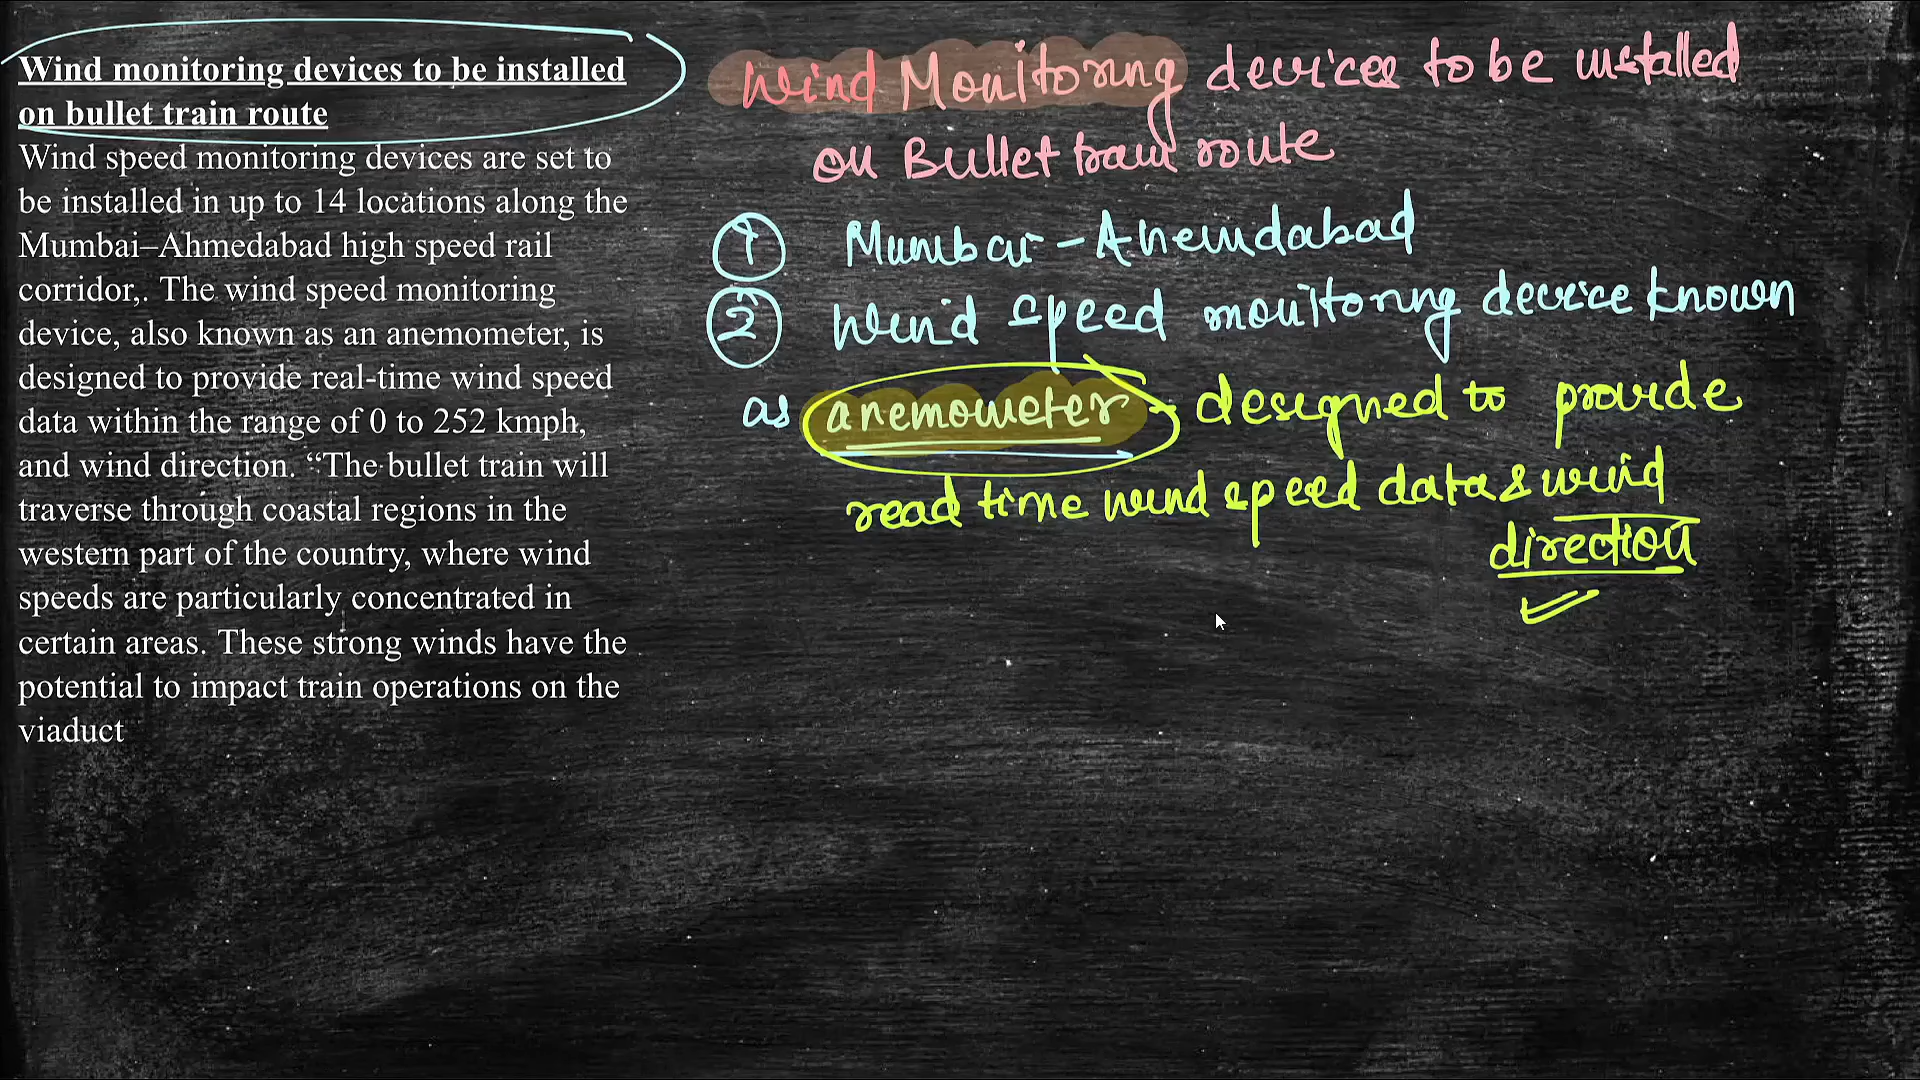 Wind monitoring devices to be installed
on bullet train route
Wind speed monitoring devices are set to
be installed in up to 14 locations along the
Mumbai–Ahmedabad high speed rail
corridor,. The wind speed monitoring
device, also known as an anemometer, is
designed to provide real-time wind speed
data within the range of 0 to 252 kmph,
and wind direction. “The bullet train will
traverse through coastal regions in the
western part of the country, where wind
speeds are particularly concentrated in
certain areas. These strong winds have the
potential to impact train operations on the
viaduct
Wind Monitoring devices to be installed
on Bullet train route
1 Mumbai - Ahemdabad
2 Wind speed monitoring device known
as anemometer - designed to provide
read time wind speed data & wind
direction